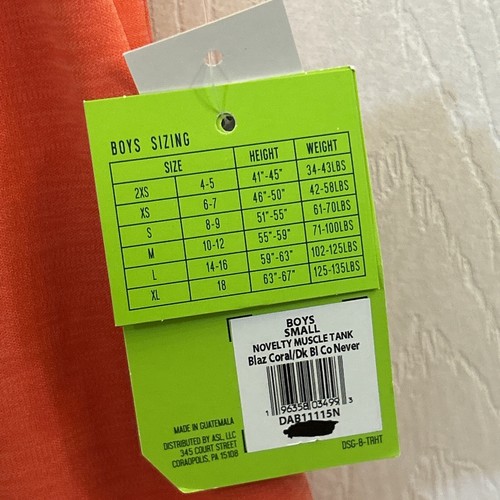 BOYS SIZING
SIZE HEIGHT WEIGHT
2XS 4-5 41"-45" 34-43LBS
XS 6-7 46"-50" 42-58LBS
S 8-9 51"-55" 61-70LBS
M 10-12 55"-59" 71-100LBS
L 14-16 59"-63" 102-125LBS
XL 18 63"-67" 125-135LBS
BOYS
SMALL
NOVELTY MUSCLE TANK
Blaz Coral/Dk Bl Co Never
1 96358 03499 3
DAB11115N
MADE IN GUATEMALA
DISTRIBUTED BY ASL, LLC
345 COURT STREET
CORAOPOLIS, PA 15108
DSG-B-TRHT